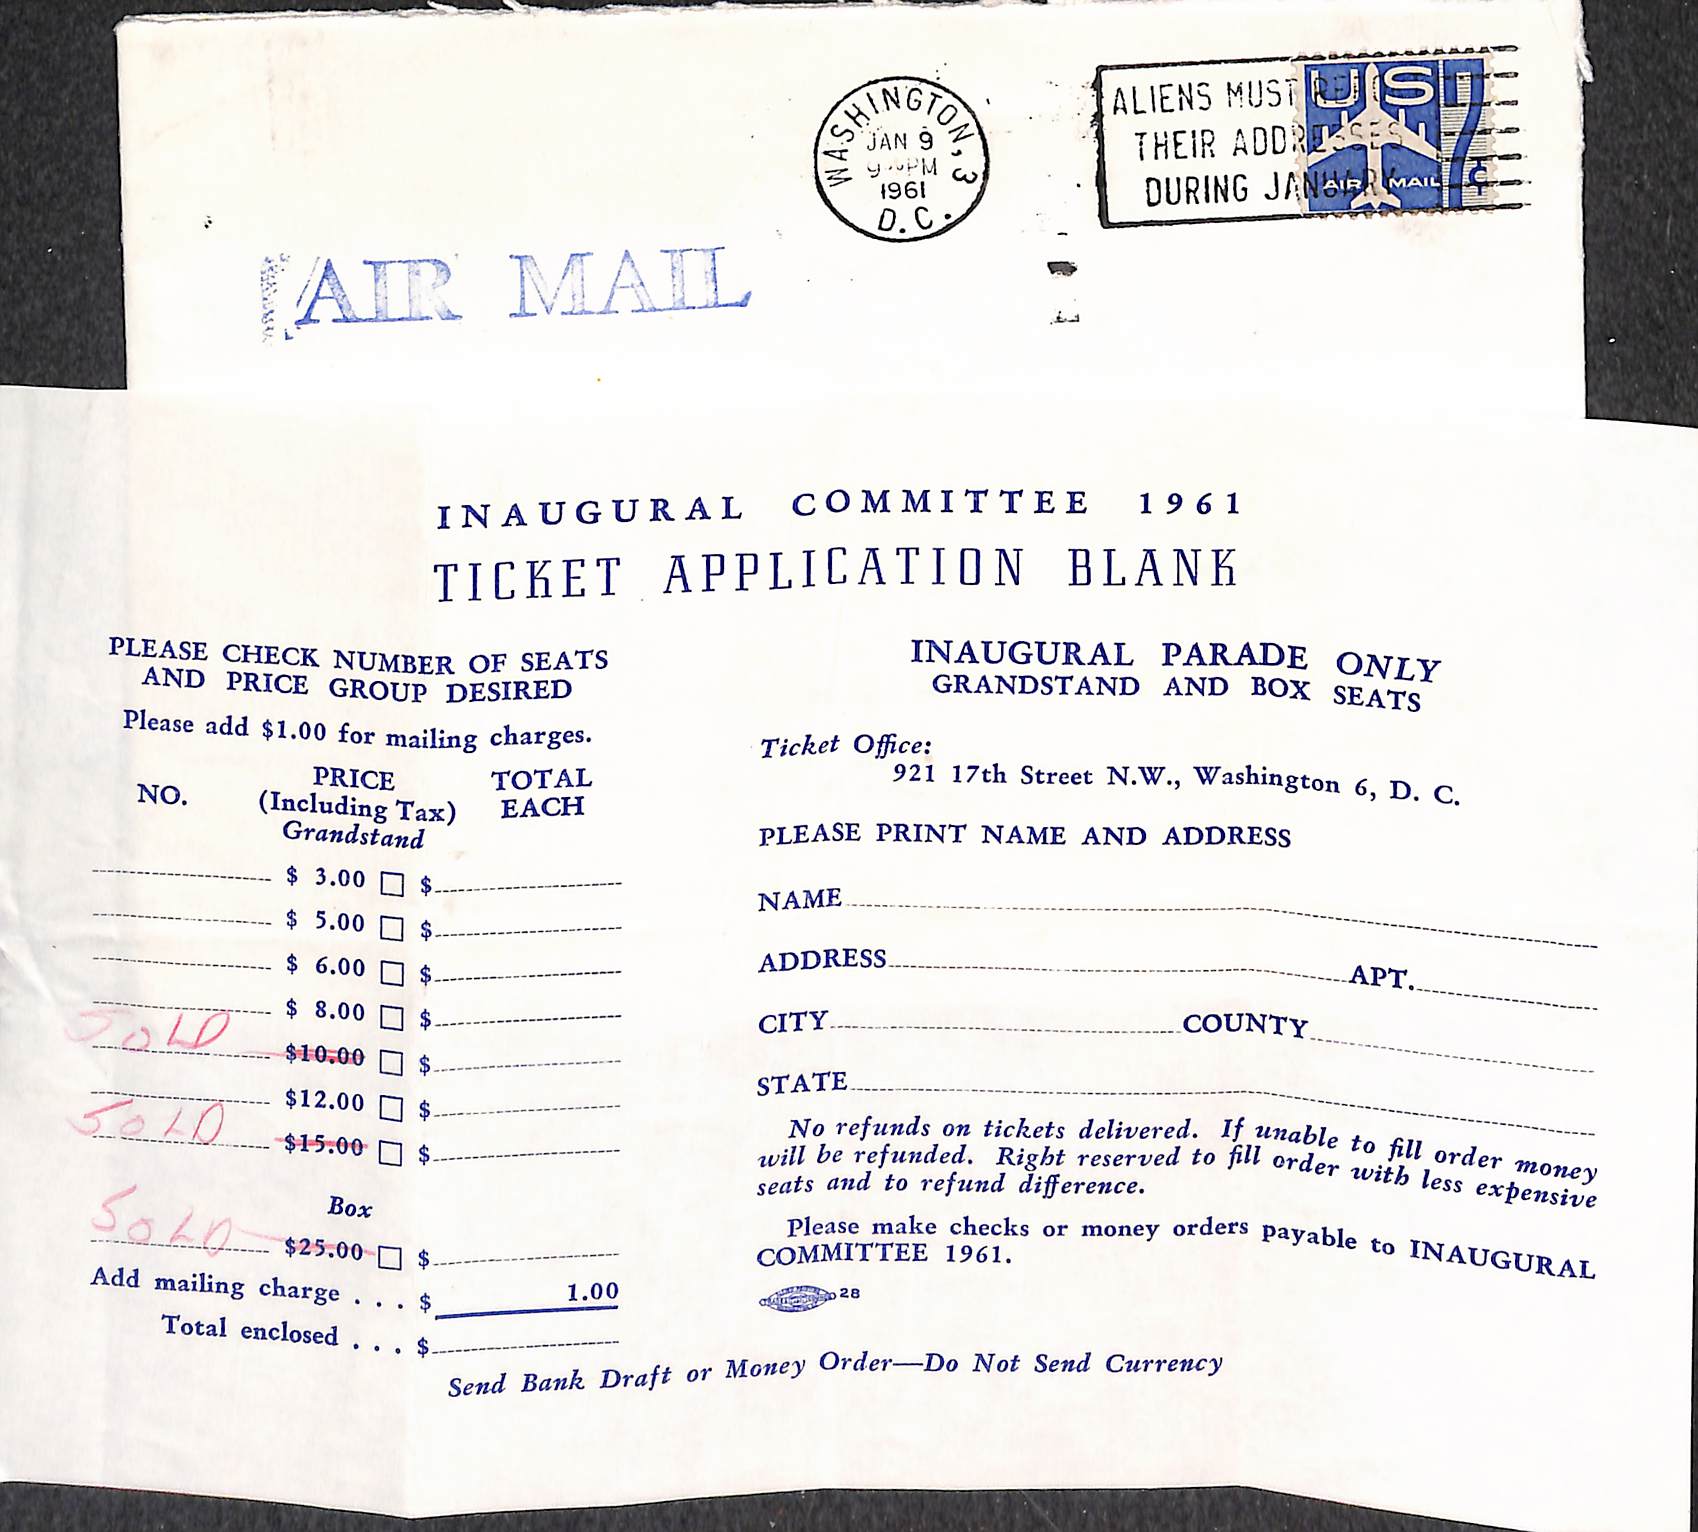 WASHINGTON, 3
JAN 9
PM
1961
D.C.
ALIENS MUST
THEIR ADDRESSES
DURING JANUARY
US
AIR MAIL
7¢
AIR MAIL
INAUGURAL COMMITTEE 1961
TICKET APPLICATION BLANK
PLEASE CHECK NUMBER OF SEATS
AND PRICE GROUP DESIRED
Please add $1.00 for mailing charges.
NO.
PRICE
(Including Tax)
TOTAL
EACH
Grandstand
$ 3.00 $
$ 5.00 $
$ 6.00 $
$ 8.00 $
SOLD $10.00 $
$12.00 $
SOLD $15.00 $
Box
SOLD $25.00 $
Add mailing charge . . . $ 1.00
Total enclosed . . . $
INAUGURAL PARADE ONLY
GRANDSTAND AND BOX SEATS
Ticket Office:
921 17th Street N.W., Washington 6, D. C.
PLEASE PRINT NAME AND ADDRESS
NAME
ADDRESS APT.
CITY COUNTY
STATE
No refunds on tickets delivered. If unable to fill order money
will be refunded. Right reserved to fill order with less expensive
seats and to refund difference.
Please make checks or money orders payable to INAUGURAL
COMMITTEE 1961.
28
Send Bank Draft or Money Order—Do Not Send Currency